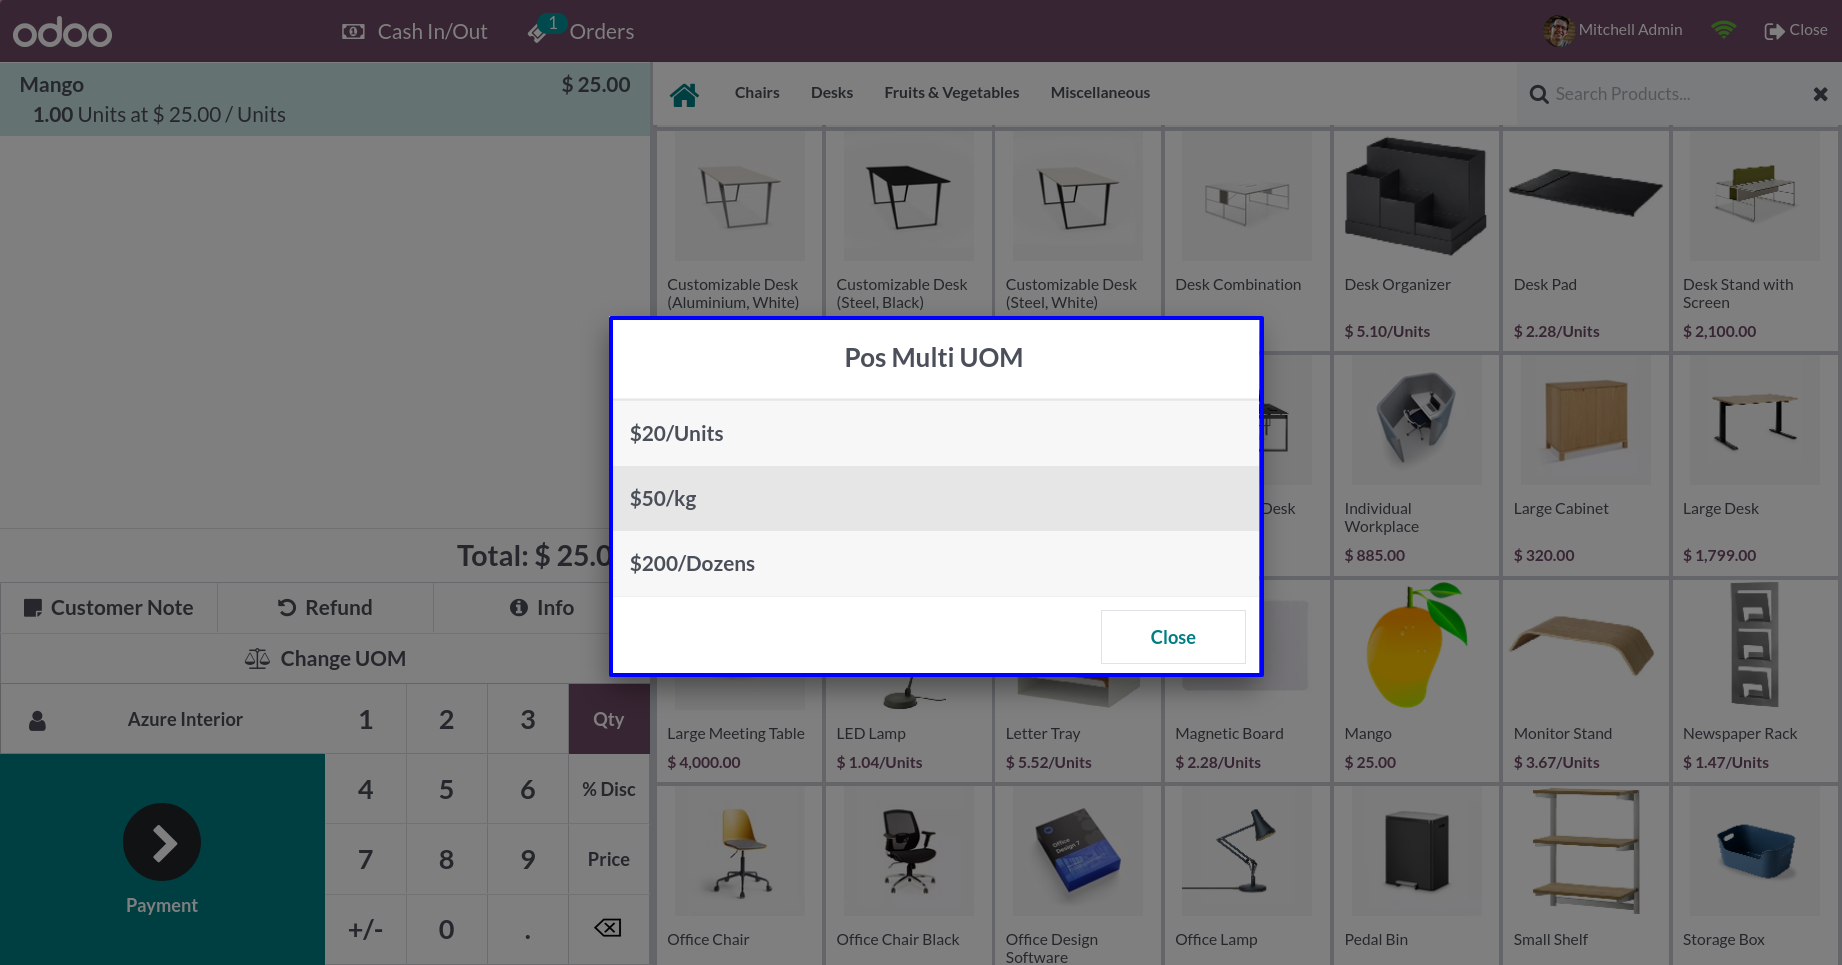 odoo
Cash In/Out
1
Orders
Mitchell Admin
Close
Mango
$ 25.00
1.00 Units at $ 25.00 / Units
Chairs
Desks
Fruits & Vegetables
Miscellaneous
Search Products...
Customizable Desk
(Aluminium, White)
Customizable Desk
(Steel, Black)
Customizable Desk
(Steel, White)
Desk Combination
Desk Organizer
$ 5.10/Units
Desk Pad
$ 2.28/Units
Desk Stand with
Screen
$ 2,100.00
Pos Multi UOM
$20/Units
$50/kg
$200/Dozens
Close
Desk
Individual
Workplace
$ 885.00
Large Cabinet
$ 320.00
Large Desk
$ 1,799.00
Total: $ 25.0
Customer Note
Refund
Info
Change UOM
Azure Interior
1
2
3
Qty
4
5
6
% Disc
7
8
9
Price
+/-
0
.
Payment
Large Meeting Table
$ 4,000.00
LED Lamp
$ 1.04/Units
Letter Tray
$ 5.52/Units
Magnetic Board
$ 2.28/Units
Mango
$ 25.00
Monitor Stand
$ 3.67/Units
Newspaper Rack
$ 1.47/Units
Office
Design 7
Office Chair
Office Chair Black
Office Design
Software
Office Lamp
Pedal Bin
Small Shelf
Storage Box